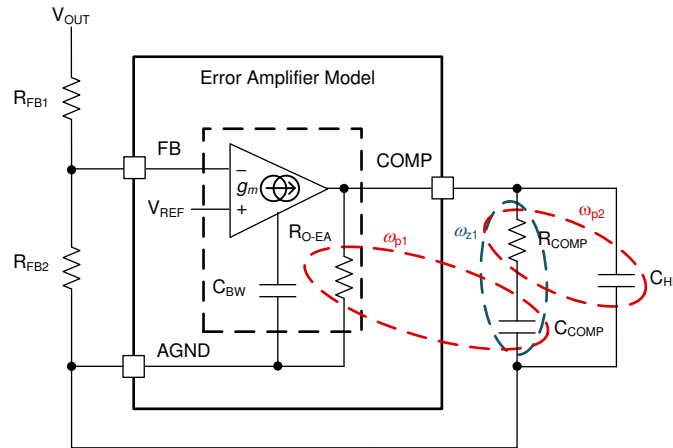 VOUT
Error Amplifier Model
RFB1
FB
COMP
gm
−
+
VREF
RO-EA
ωp1
ωz1
ωp2
RCOMP
RFB2
CBW
CHF
CCOMP
AGND